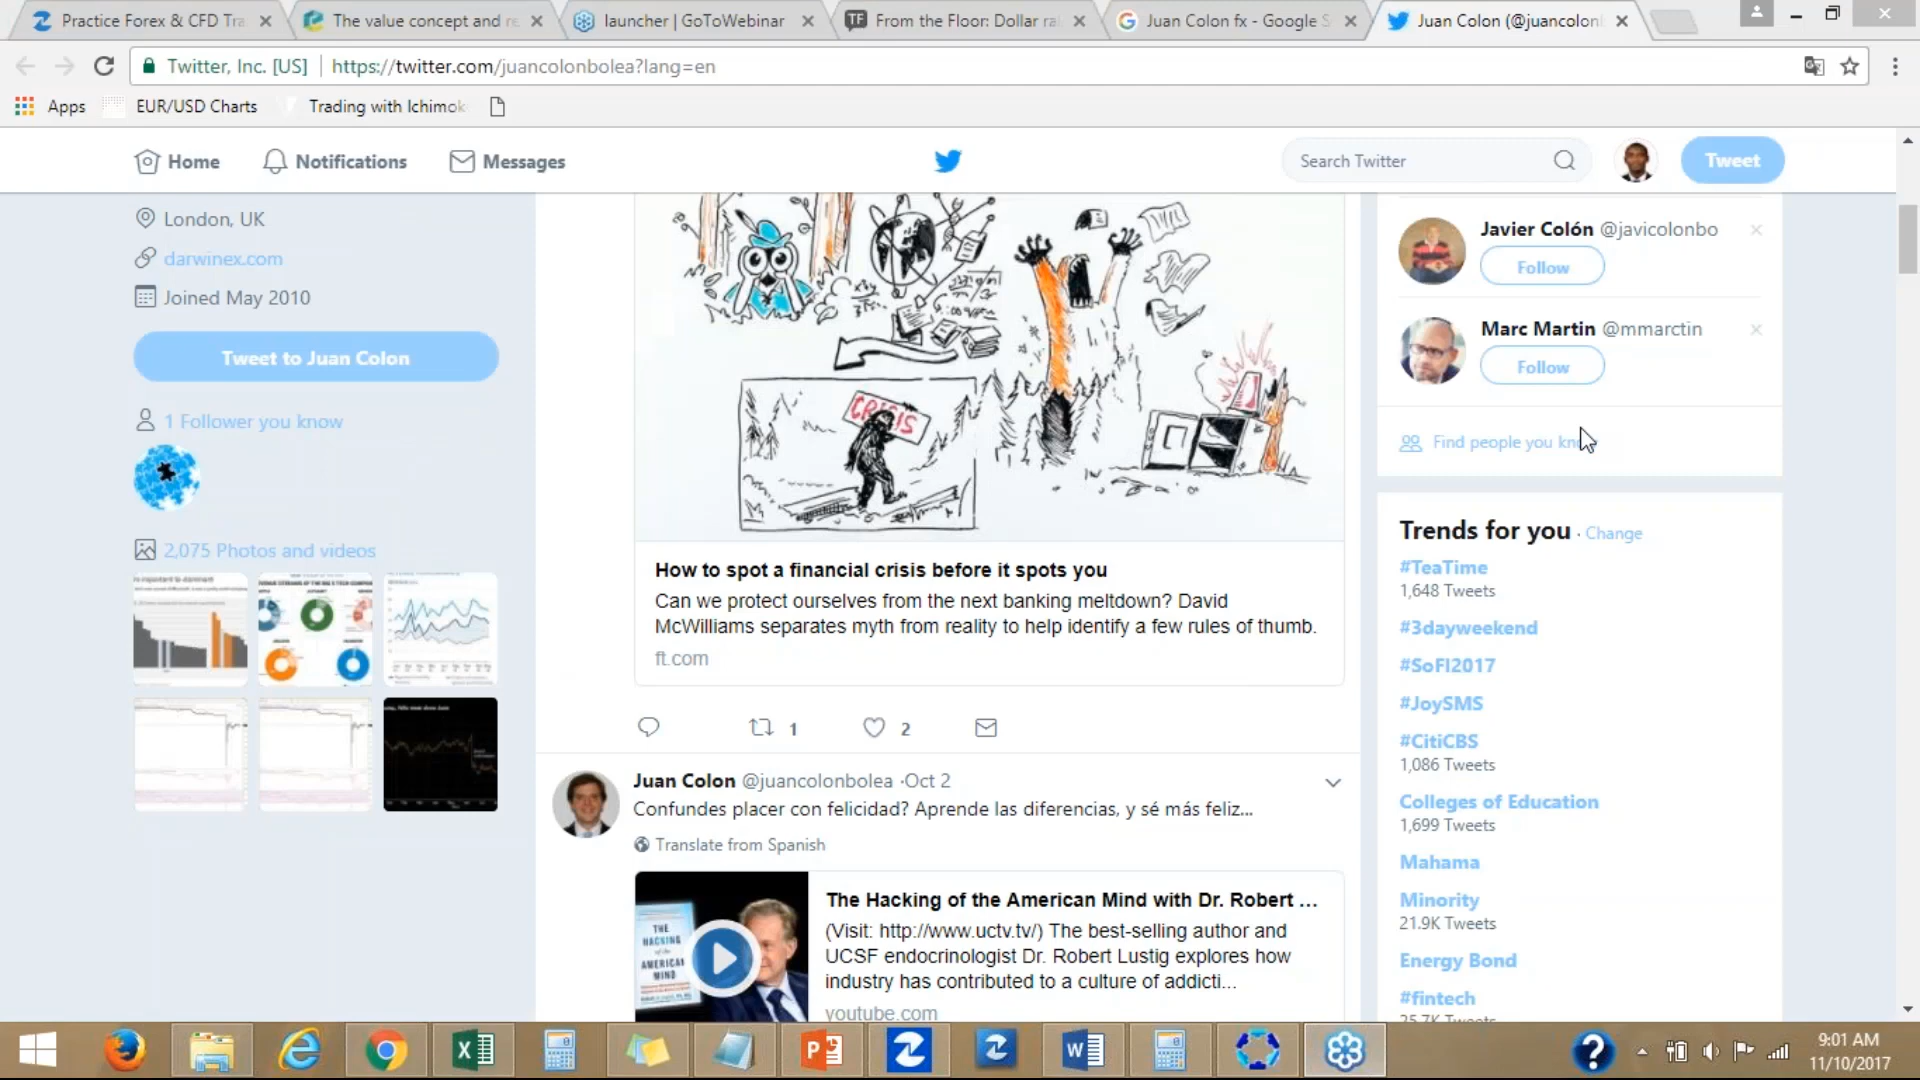 Practice Forex & CFD Tra
The value concept and re
launcher | GoToWebinar
From the Floor: Dollar ra
Juan Colon fx - Google S
Juan Colon (@juancolon
Twitter, Inc. [US]
https://twitter.com/juancolonbolea?lang=en
Apps
EUR/USD Charts
Trading with Ichimok
Home
Notifications
Messages
Search Twitter
Tweet
London, UK
darwinex.com
Joined May 2010
Tweet to Juan Colon
1 Follower you know
2,075 Photos and videos
CRISIS
How to spot a financial crisis before it spots you
Can we protect ourselves from the next banking meltdown? David
McWilliams separates myth from reality to help identify a few rules of thumb.
ft.com
1
2
Juan Colon @juancolonbolea · Oct 2
Confundes placer con felicidad? Aprende las diferencias, y sé más feliz...
Translate from Spanish
THE
HACKING
of the
AMERICAN
MIND
The Hacking of the American Mind with Dr. Robert ...
(Visit: http://www.uctv.tv/) The best-selling author and
UCSF endocrinologist Dr. Robert Lustig explores how
industry has contributed to a culture of addicti...
youtube.com
Javier Colón @javicolonbo
Follow
Marc Martin @mmarctin
Follow
Find people you kn
Trends for you · Change
#TeaTime
1,648 Tweets
#3dayweekend
#SoFI2017
#JoySMS
#CitiCBS
1,086 Tweets
Colleges of Education
1,699 Tweets
Mahama
Minority
21.9K Tweets
Energy Bond
#fintech
25.7K Tweets
9:01 AM
11/10/2017